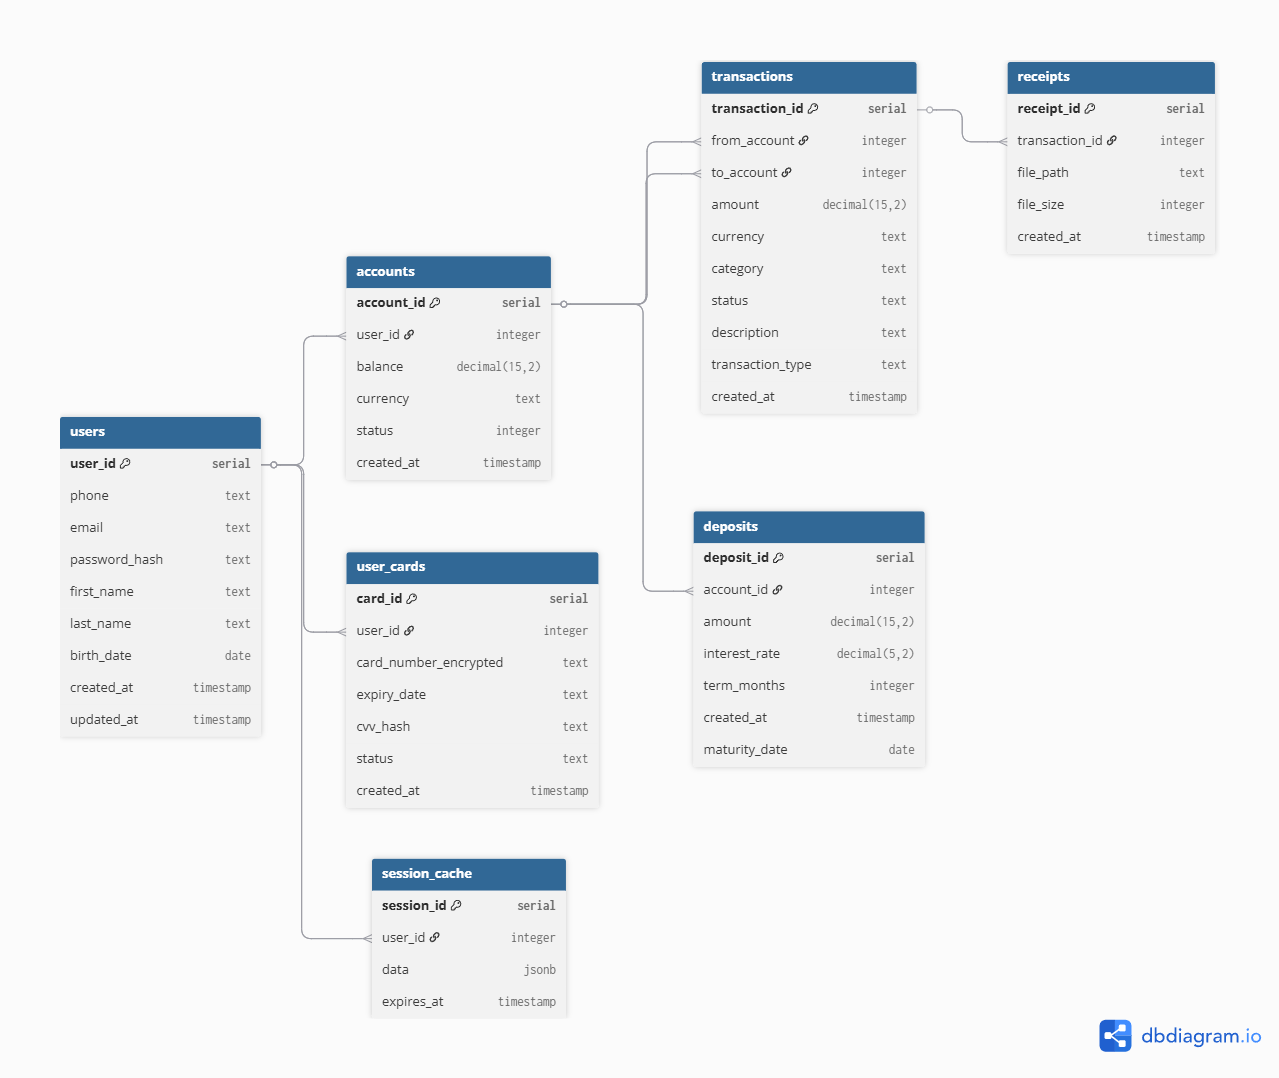 transactions
transaction_id serial
from_account integer
to_account integer
amount decimal(15,2)
currency text
category text
status text
description text
transaction_type text
created_at timestamp
receipts
receipt_id serial
transaction_id integer
file_path text
file_size integer
created_at timestamp
accounts
account_id serial
user_id integer
balance decimal(15,2)
currency text
status integer
created_at timestamp
users
user_id serial
phone text
email text
password_hash text
first_name text
last_name text
birth_date date
created_at timestamp
updated_at timestamp
user_cards
card_id serial
user_id integer
card_number_encrypted text
expiry_date text
cvv_hash text
status text
created_at timestamp
deposits
deposit_id serial
account_id integer
amount decimal(15,2)
interest_rate decimal(5,2)
term_months integer
created_at timestamp
maturity_date date
session_cache
session_id serial
user_id integer
data jsonb
expires_at timestamp
dbdiagram.io